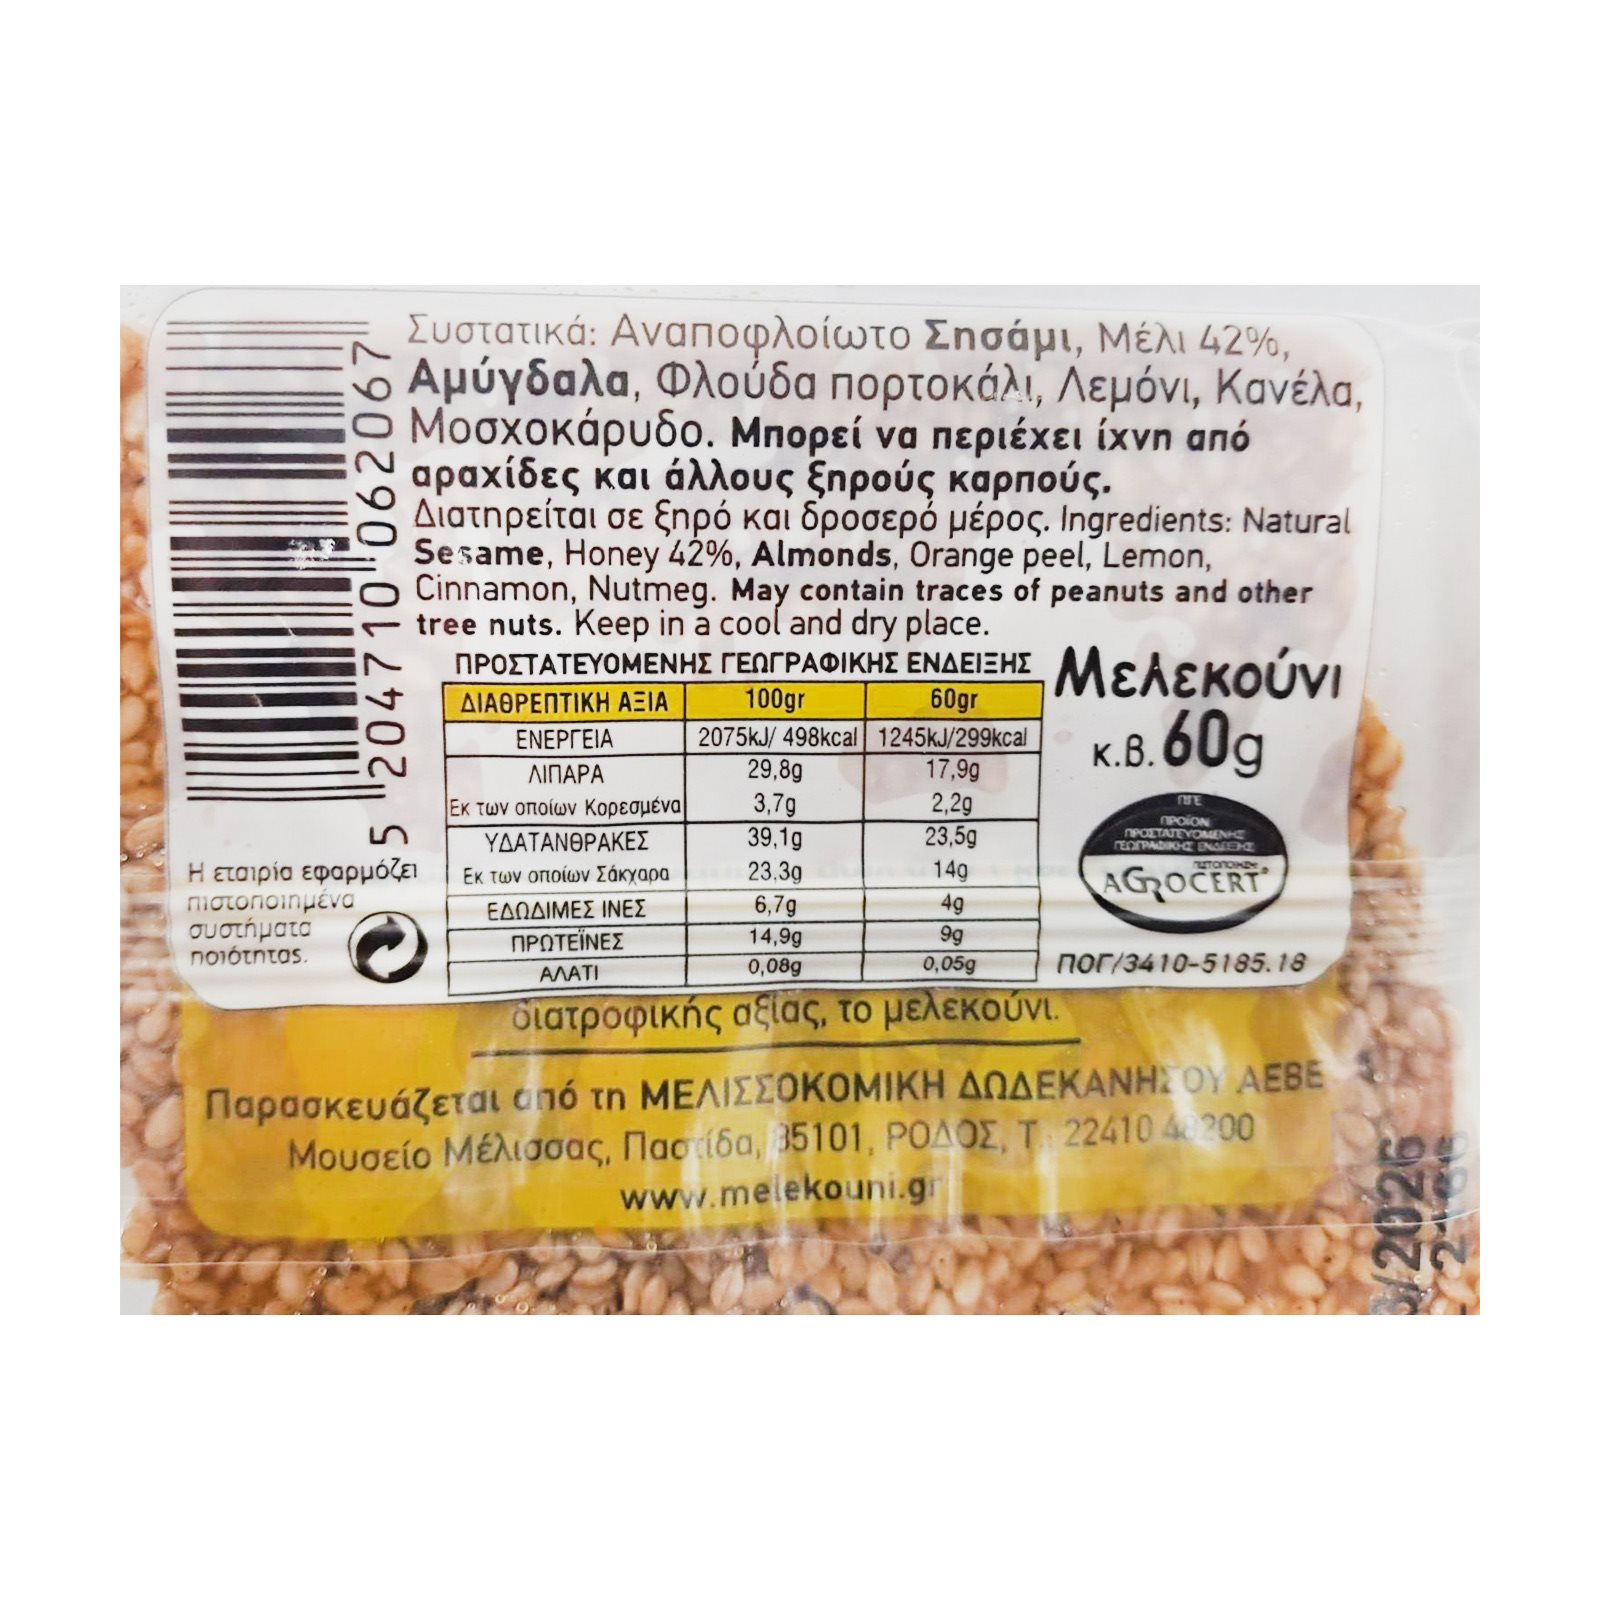 Συστατικά: Αναποφλοίωτο Σησάμι, Μέλι 42%,
Αμύγδαλα, Φλούδα πορτοκάλι, Λεμόνι, Κανέλα,
Μοσχοκάρυδο. Μπορεί να περιέχει ίχνη από
αραχίδες και άλλους ξηρούς καρπούς.
Διατηρείται σε ξηρό και δροσερό μέρος. Ingredients: Natural
Sesame, Honey 42%, Almonds, Orange peel, Lemon,
Cinnamon, Nutmeg. May contain traces of peanuts and other
tree nuts. Keep in a cool and dry place.
5 204710 062067
ΠΡΟΣΤΑΤΕΥΟΜΕΝΗΣ ΓΕΩΓΡΑΦΙΚΗΣ ΕΝΔΕΙΞΗΣ
ΔΙΑΘΡΕΠΤΙΚΗ ΑΞΙΑ 100gr 60gr
ΕΝΕΡΓΕΙΑ 2075kJ/ 498kcal 1245kJ/299kcal
ΛΙΠΑΡΑ 29,8g 17,9g
Εκ των οποίων Κορεσμένα 3,7g 2,2g
ΥΔΑΤΑΝΘΡΑΚΕΣ 39,1g 23,5g
Εκ των οποίων Σάκχαρα 23,3g 14g
ΕΔΩΔΙΜΕΣ ΙΝΕΣ 6,7g 4g
ΠΡΩΤΕΪΝΕΣ 14,9g 9g
ΑΛΑΤΙ 0,08g 0,05g
Μελεκούνι
κ.β. 60g
ΠΓΕ
ΠΡΟΪΟΝ
ΠΡΟΣΤΑΤΕΥΟΜΕΝΗΣ
ΓΕΩΓΡΑΦΙΚΗΣ ΕΝΔΕΙΞΗΣ
ΠΙΣΤΟΠΟΙΗΣΗ
AGROCERT
ΠΟΓ/3410-5185.18
Η εταιρία εφαρμόζει
πιστοποιημένα
συστήματα
ποιότητας.
διατροφικής αξίας, το μελεκούνι.
Παρασκευάζεται από τη ΜΕΛΙΣΣΟΚΟΜΙΚΗ ΔΩΔΕΚΑΝΗΣΟΥ ΑΕΒΕ
Μουσείο Μέλισσας, Παστίδα, 85101, ΡΟΔΟΣ, Τ. 22410 48200
www.melekouni.gr
/2026